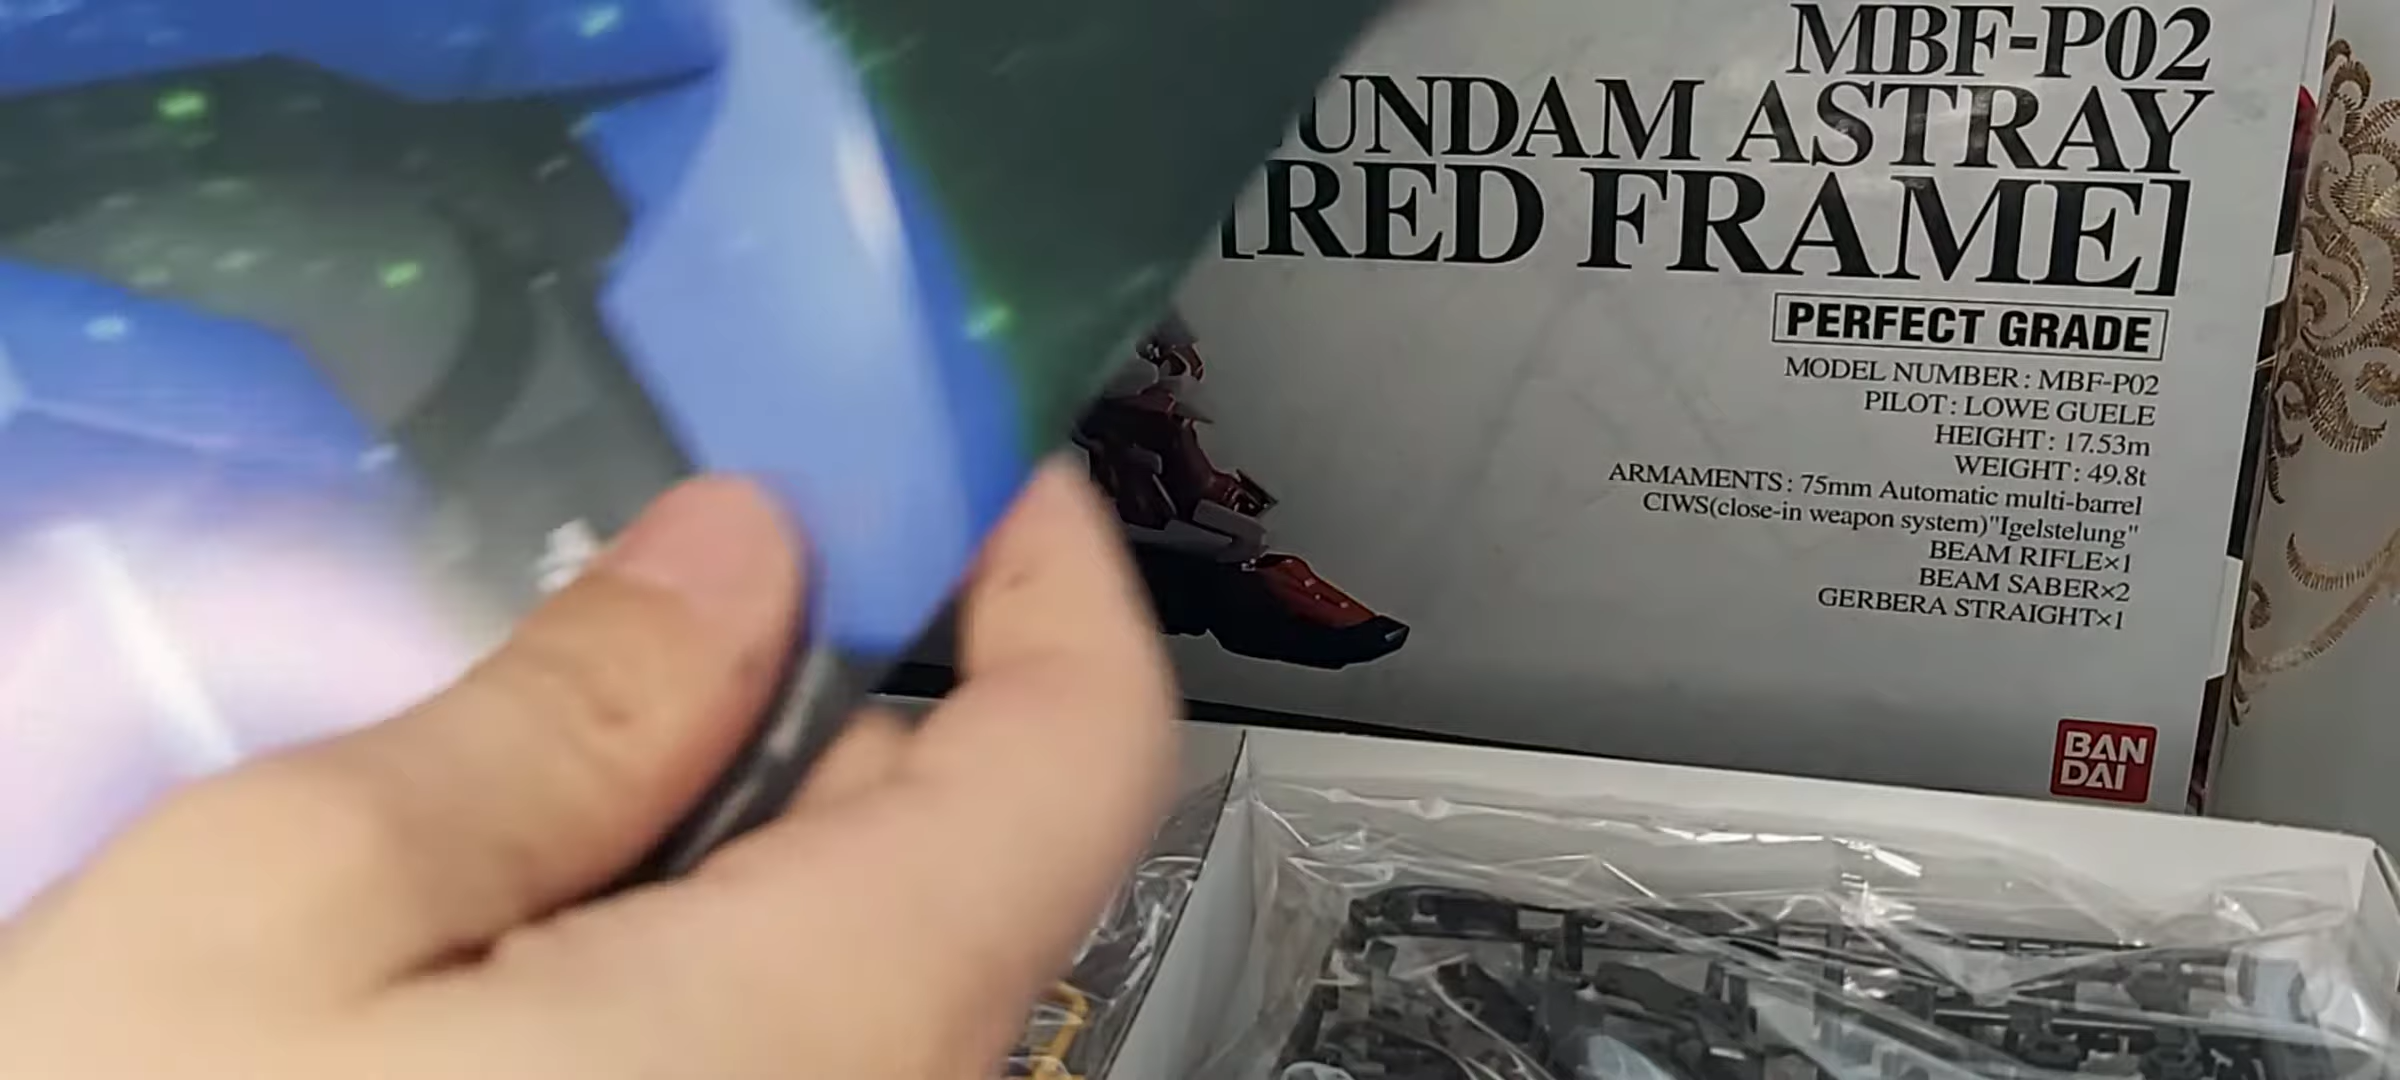 MBF-P02
UNDAM ASTRAY
[RED FRAME]
PERFECT GRADE
MODEL NUMBER : MBF-P02
PILOT : LOWE GUELE
HEIGHT : 17.53m
WEIGHT : 49.8t
ARMAMENTS : 75mm Automatic multi-barrel
CIWS(close-in weapon system)"Igelstelung"
BEAM RIFLE×1
BEAM SABER×2
GERBERA STRAIGHT×1
BAN
DAI